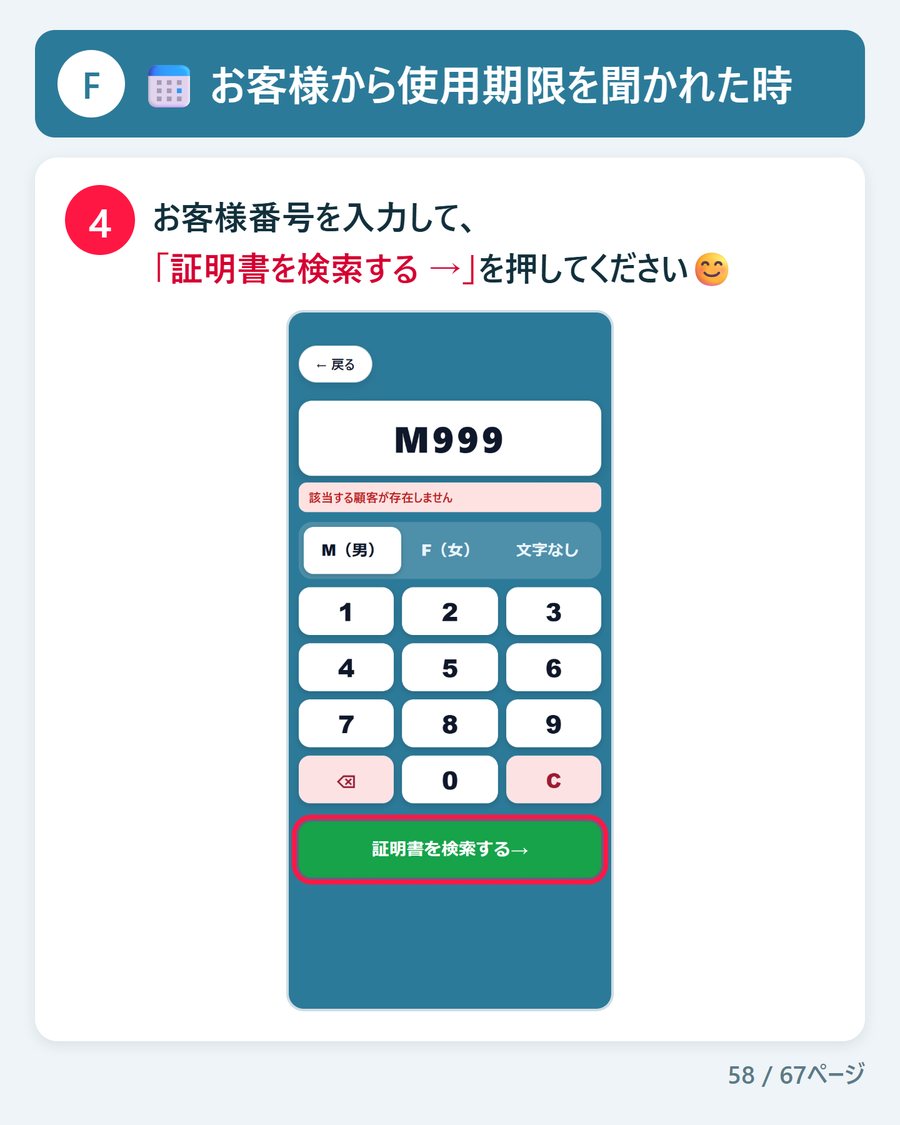 F お客様から使用期限を聞かれた時
4 お客様番号を入力して、
「証明書を検索する →」を押してください
← 戻る
M999
該当する顧客が存在しません
M（男） F（女） 文字なし
1 2 3
4 5 6
7 8 9
⌫ 0 C
証明書を検索する→
58 / 67ページ